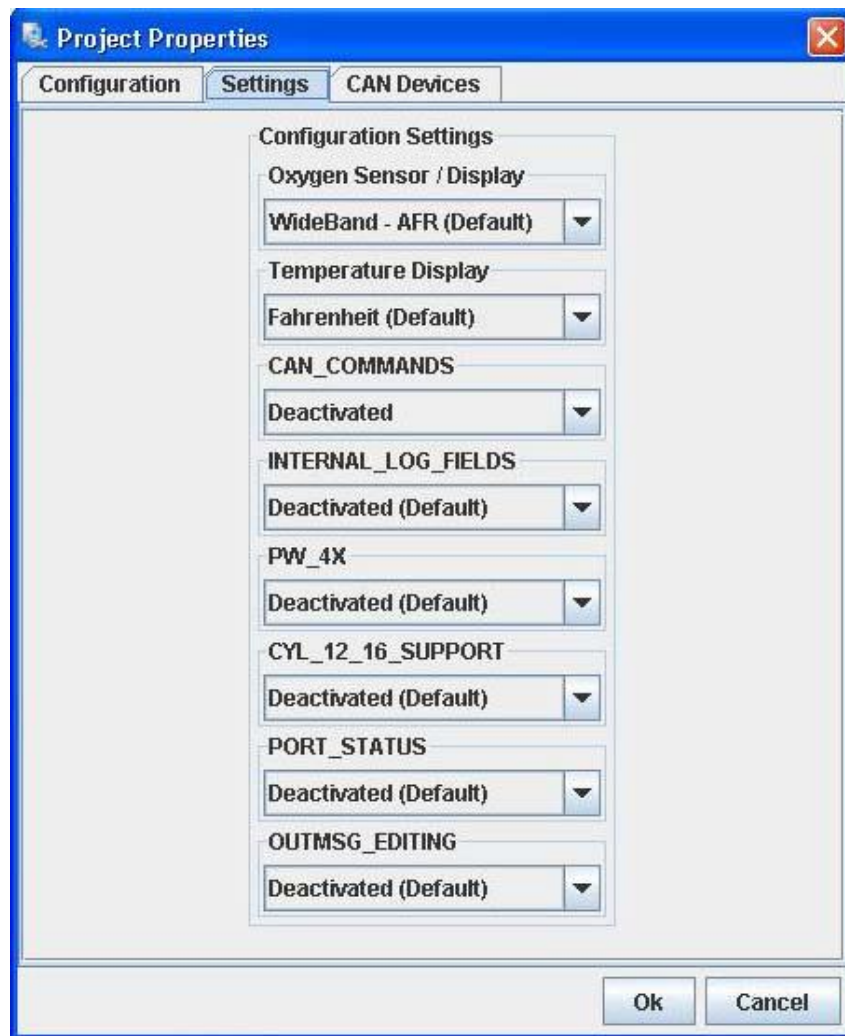 Project Properties
Configuration Settings CAN Devices
Configuration Settings
Oxygen Sensor / Display
WideBand - AFR (Default)
Temperature Display
Fahrenheit (Default)
CAN_COMMANDS
Deactivated
INTERNAL_LOG_FIELDS
Deactivated (Default)
PW_4X
Deactivated (Default)
CYL_12_16_SUPPORT
Deactivated (Default)
PORT_STATUS
Deactivated (Default)
OUTMSG_EDITING
Deactivated (Default)
Ok Cancel